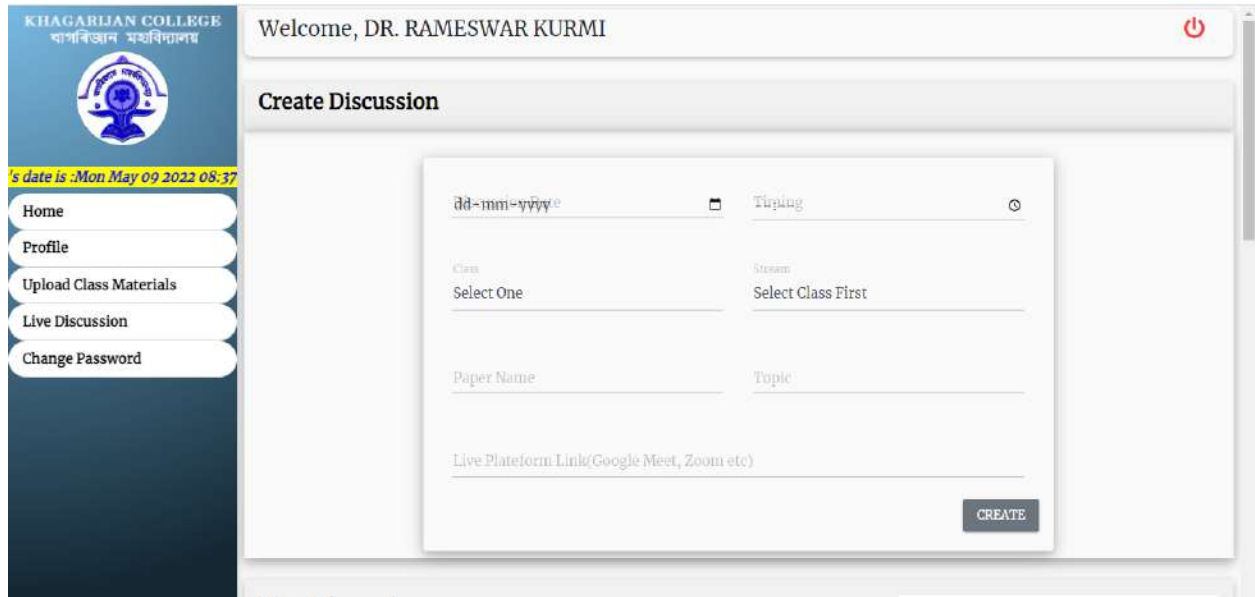 KHAGARIJAN COLLEGE
খাগৰিজান মহাবিদ্যালয়
's date is :Mon May 09 2022 08:37
Home
Profile
Upload Class Materials
Live Discussion
Change Password
Welcome, DR. RAMESWAR KURMI
Create Discussion
dd-mm-yyyy
Timing
Class
Stream
Select One
Select Class First
Paper Name
Topic
Live Plateform Link(Google Meet, Zoom etc)
CREATE